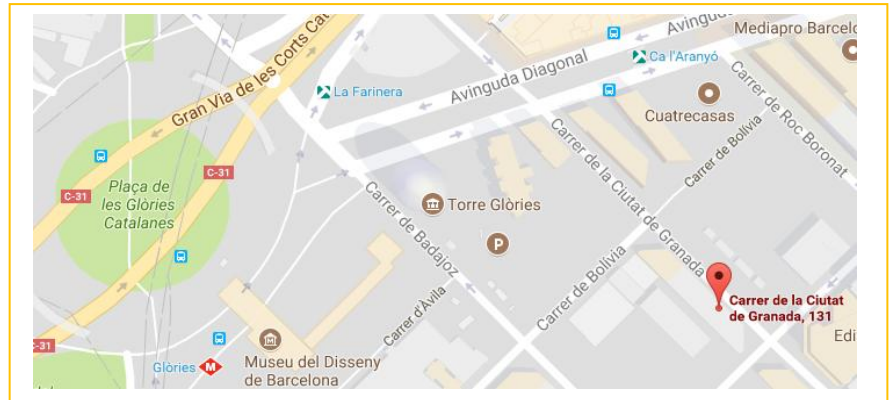 Gran Via de les Corts Cat
La Farinera
Avinguda Diagonal
Avinguda
Mediapro Barcelo
Ca l'Aranyó
Cuatrecasas
Carrer de Roc Boronat
Carrer de Bolívia
Carrer de la Ciutat de Granada
C-31
C-31
Plaça de
les Glòries
Catalanes
Torre Glòries
P
Carrer de Badajoz
Carrer de Bolívia
Carrer d'Àvila
Carrer de la Ciutat
de Granada, 131
Edi
-31
Glòries
M
Museu del Disseny
de Barcelona